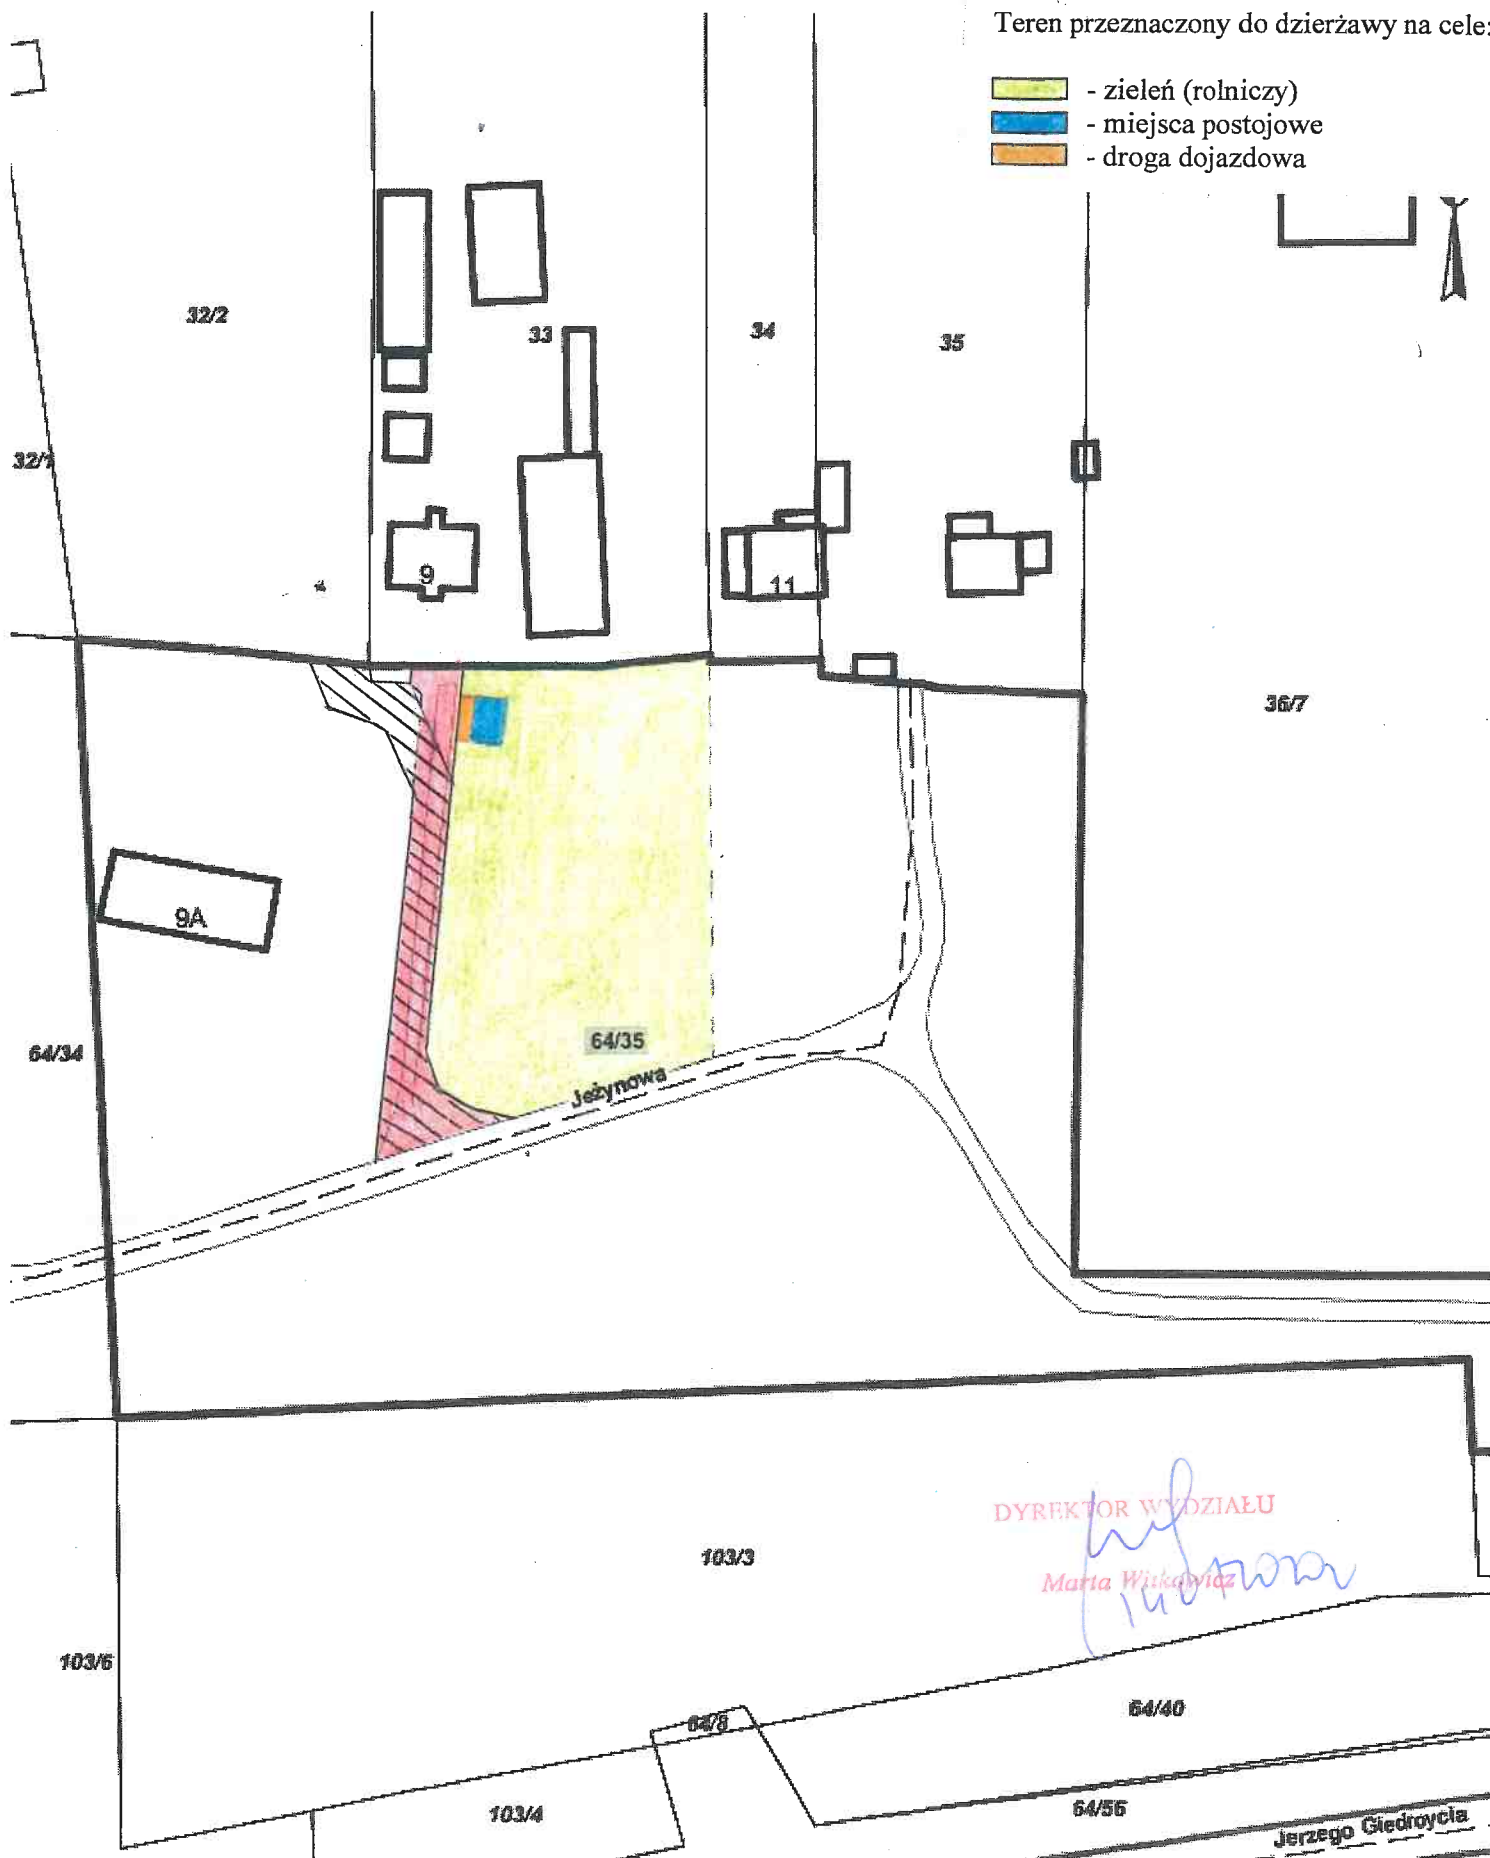 Teren przeznaczony do dzierżawy na cele:
- zieleń (rolniczy)
- miejsca postojowe
- droga dojazdowa
32/2
33
34
35
32/1
9
11
36/7
9A
64/35
64/34
Jeżynowa
DYREKTOR WYDZIAŁU
103/3
Marta Witkowicz
103/6
64/8
64/40
103/4
64/56
Jerzego Giedroycia